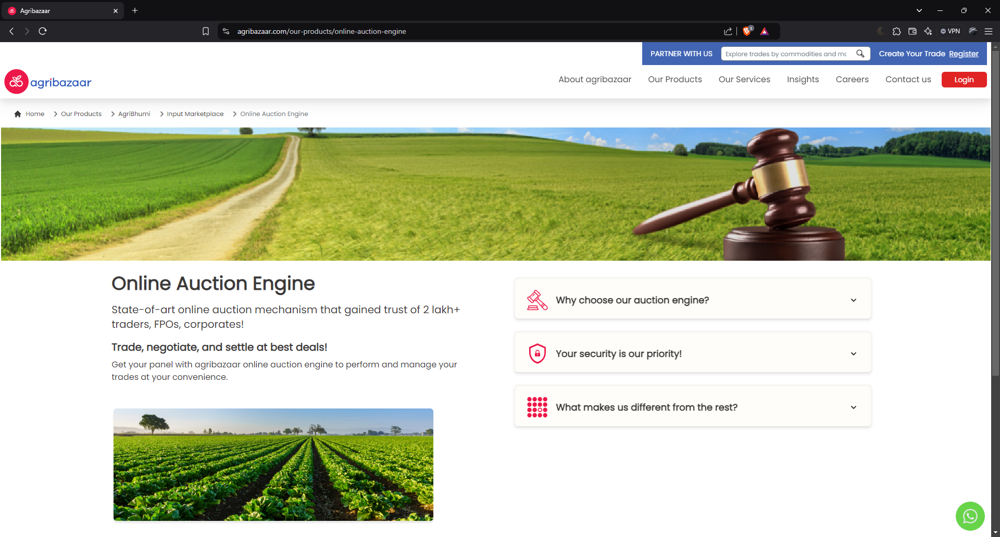 Agribazaar
agribazaar.com/our-products/online-auction-engine
3
VPN
PARTNER WITH US
Explore trades by commodities and mc
Create Your Trade Register
agribazaar
About agribazaar
Our Products
Our Services
Insights
Careers
Contact us
Login
Home
Our Products
AgriBhumi
Input Marketplace
Online Auction Engine
Online Auction Engine
State-of-art online auction mechanism that gained trust of 2 lakh+
traders, FPOs, corporates!
Trade, negotiate, and settle at best deals!
Get your panel with agribazaar online auction engine to perform and manage your
trades at your convenience.
Why choose our auction engine?
Your security is our priority!
What makes us different from the rest?